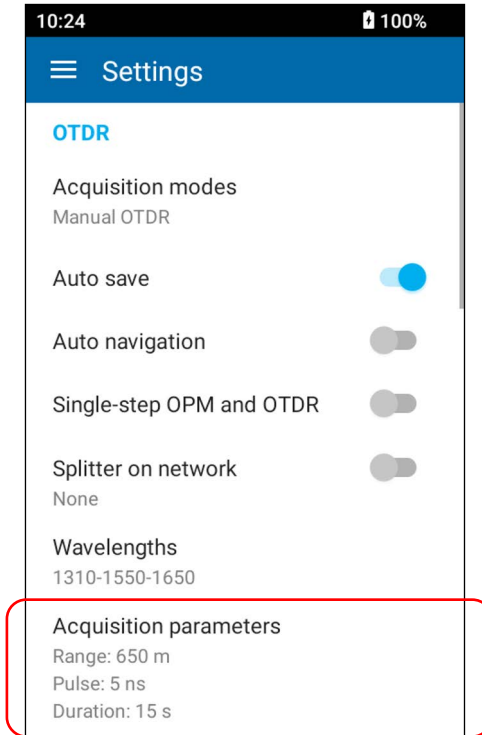 10:24 100%
Settings
OTDR
Acquisition modes
Manual OTDR
Auto save
Auto navigation
Single-step OPM and OTDR
Splitter on network
None
Wavelengths
1310-1550-1650
Acquisition parameters
Range: 650 m
Pulse: 5 ns
Duration: 15 s